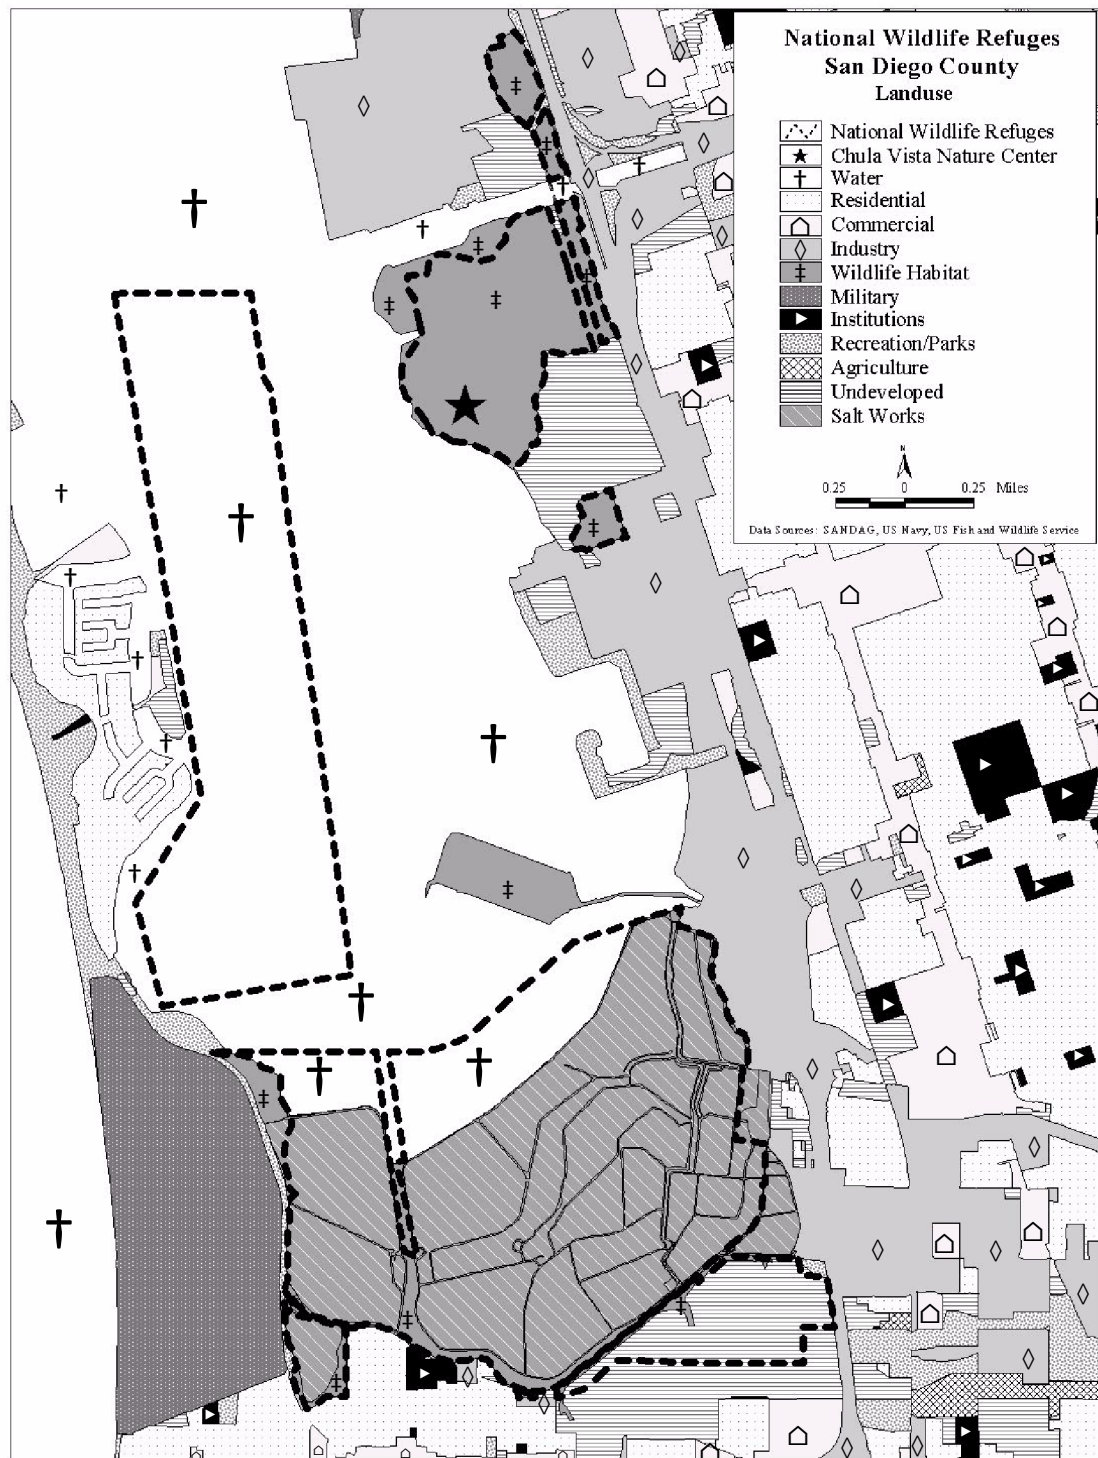 National Wildlife Refuges
San Diego County
Landuse
National Wildlife Refuges
Chula Vista Nature Center
Water
Residential
Commercial
Industry
Wildlife Habitat
Military
Institutions
Recreation/Parks
Agriculture
Undeveloped
Salt Works
N
0.25 0 0.25 Miles
Data Sources: SANDAG, US Navy, US Fish and Wildlife Service